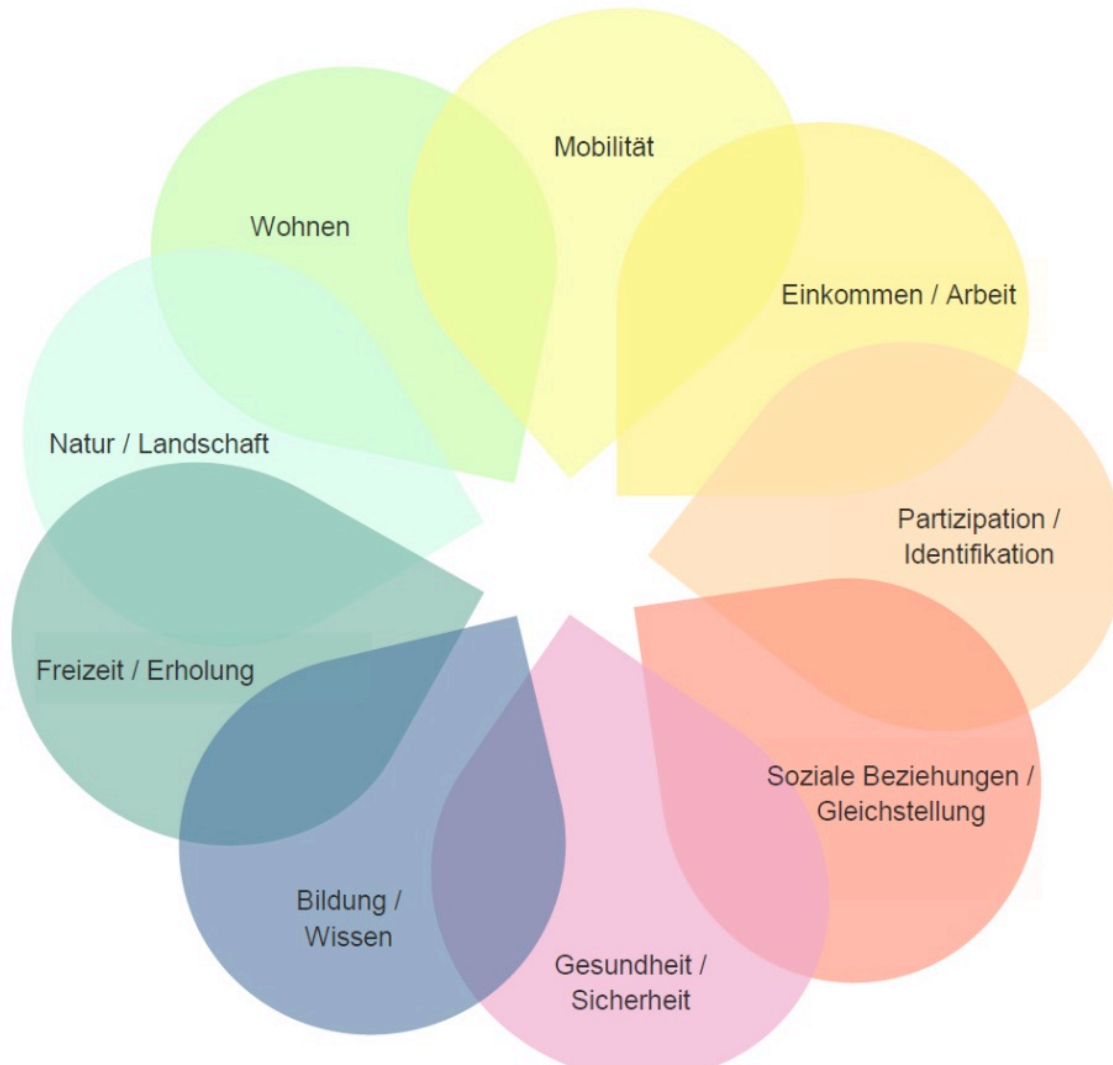 Mobilität
Wohnen
Einkommen / Arbeit
Natur / Landschaft
Partizipation /
Identifikation
Freizeit / Erholung
Soziale Beziehungen /
Gleichstellung
Bildung /
Wissen
Gesundheit /
Sicherheit